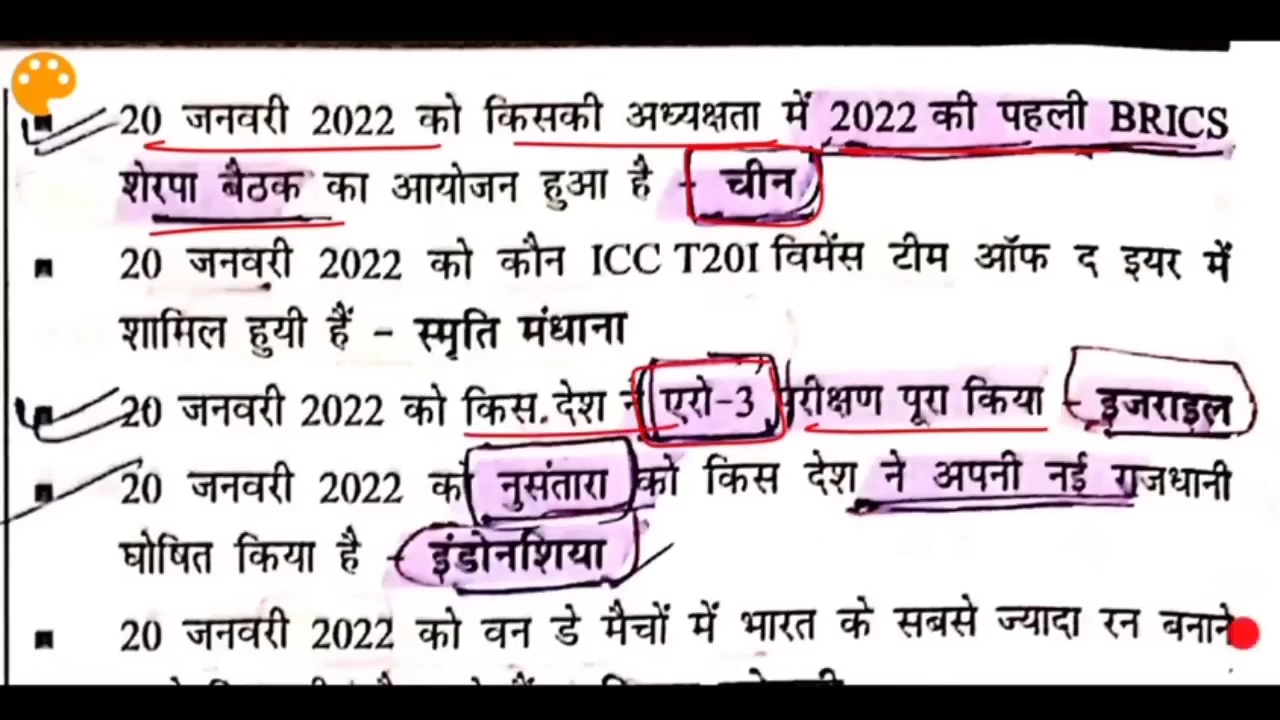 20 जनवरी 2022 को किसकी अध्यक्षता में 2022 की पहली BRICS
शेरपा बैठक का आयोजन हुआ है - चीन
20 जनवरी 2022 को कौन ICC T20I विमेंस टीम ऑफ द इयर में
शामिल हुयी हैं - स्मृति मंधाना
20 जनवरी 2022 को किस देश ने एरो-3 परीक्षण पूरा किया - इजराइल
20 जनवरी 2022 को नुसंतारा को किस देश ने अपनी नई राजधानी
घोषित किया है - इंडोनशिया
20 जनवरी 2022 को वन डे मैचों में भारत के सबसे ज्यादा रन बनाने